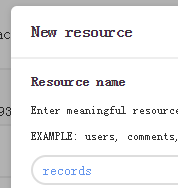 New resource
Resource name
Enter meaningful resource
EXAMPLE: users, comments,
records